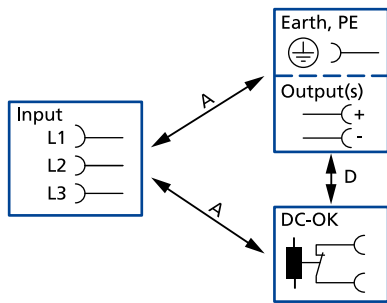 Earth, PE
Output(s)
+
-
A
Input
L1
L2
L3
A
D
DC-OK